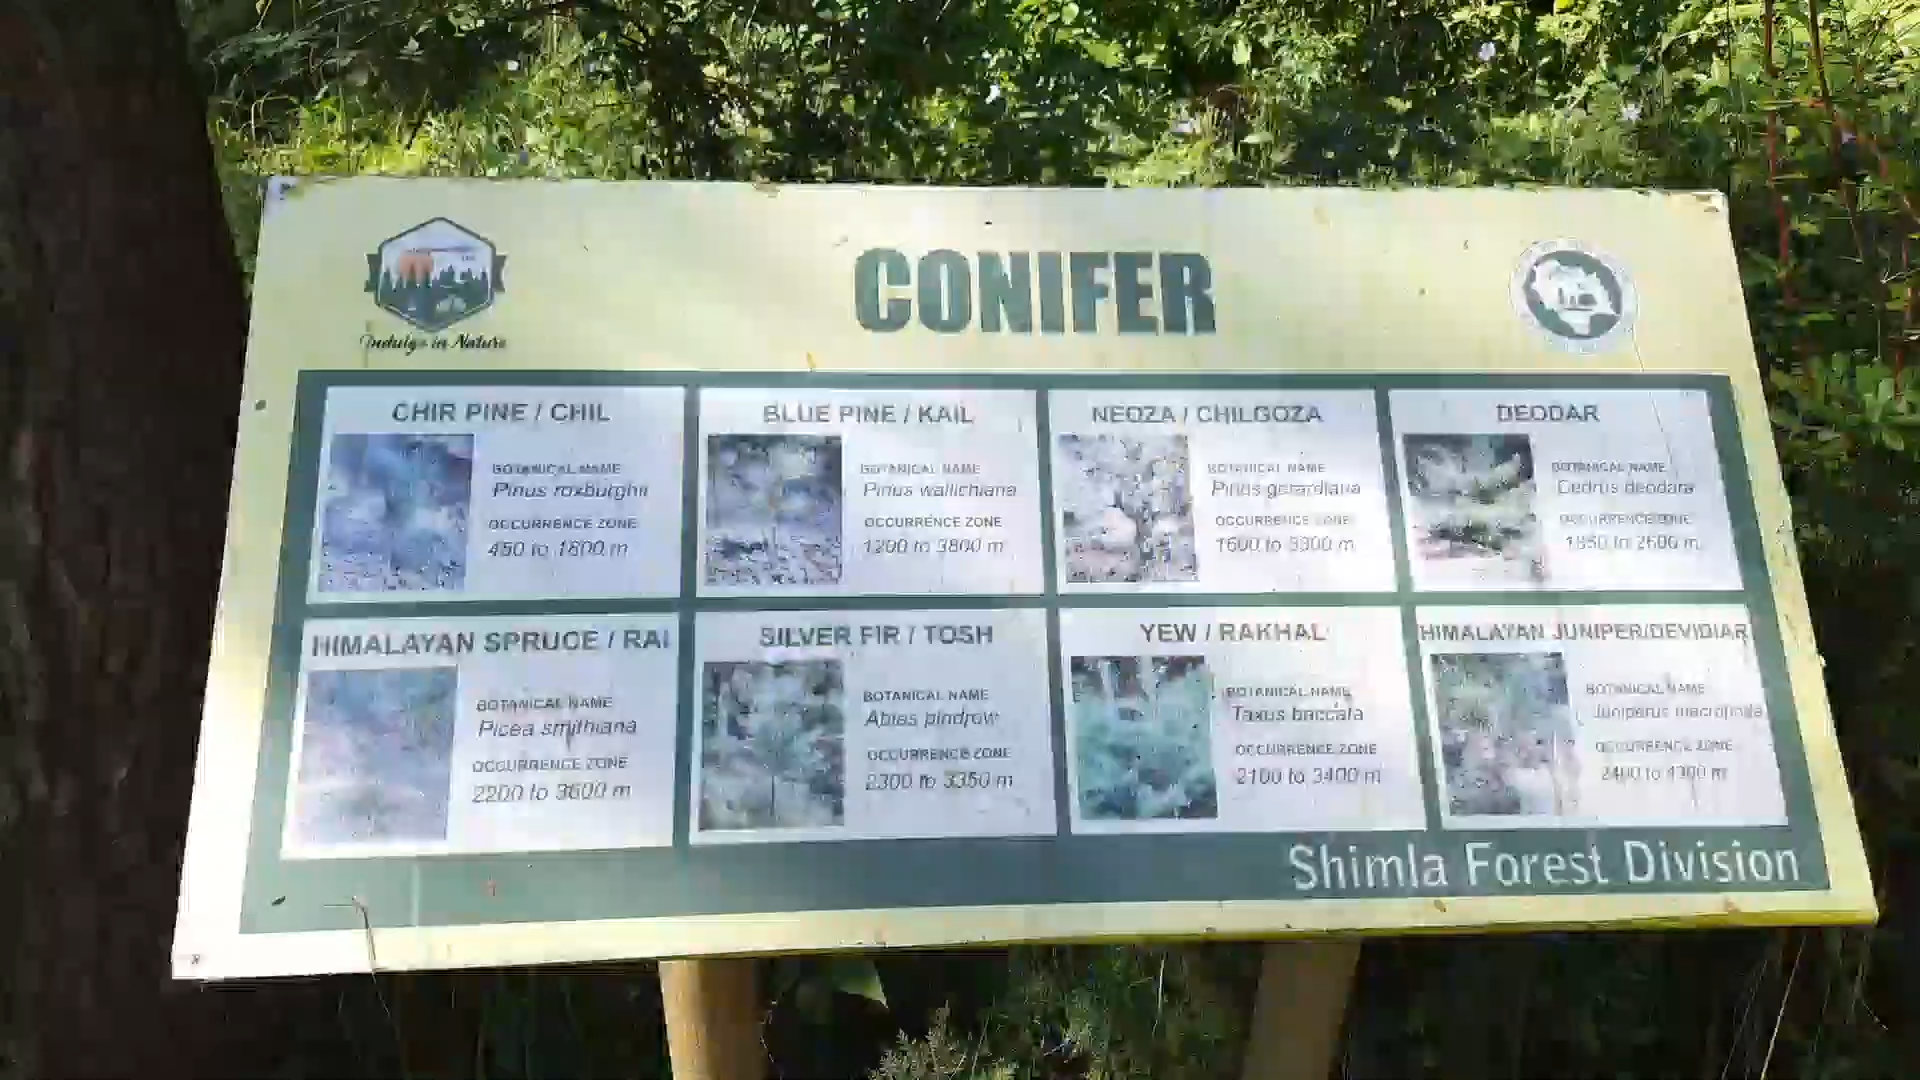 CONIFER
Indulge in Nature
CHIR PINE / CHIL
BOTANICAL NAME
Pinus roxburghii
OCCURRENCE ZONE
450 to 1800 m
BLUE PINE / KAIL
BOTANICAL NAME
Pinus wallichiana
OCCURRENCE ZONE
1200 to 3800 m
NEOZA / CHILGOZA
BOTANICAL NAME
Pinus gerardiana
OCCURRENCE ZONE
1600 to 3300 m
DEODAR
BOTANICAL NAME
Cedrus deodara
OCCURRENCE ZONE
to 2600 m
HIMALAYAN SPRUCE / RAI
BOTANICAL NAME
Picea smithiana
OCCURRENCE ZONE
2200 to 3600 m
SILVER FIR / TOSH
BOTANICAL NAME
Abies pindrow
OCCURRENCE ZONE
2300 to 3350 m
YEW / RAKHAL
BOTANICAL NAME
Taxus baccata
OCCURRENCE ZONE
2100 to 3400 m
HIMALAYAN JUNIPER/DEVIDIAR
BOTANICAL NAME
Juniperus
OCCURRENCE ZONE
2400 to 4300 m
Shimla Forest Division